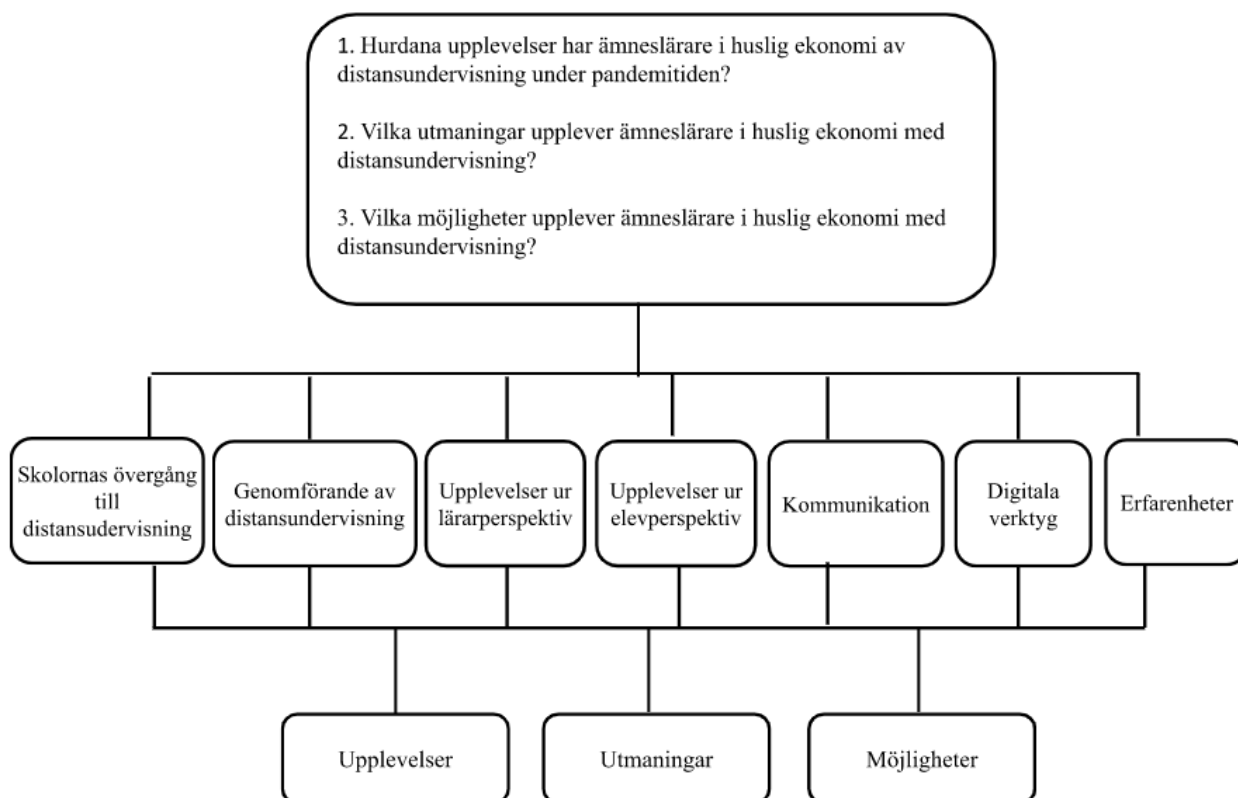 1. Hurdana upplevelser har ämneslärare i huslig ekonomi av
distansundervisning under pandemitiden?
2. Vilka utmaningar upplever ämneslärare i huslig ekonomi med
distansundervisning?
3. Vilka möjligheter upplever ämneslärare i huslig ekonomi med
distansundervisning?
Skolornas övergång
till
distansudervisning
Genomförande av
distansundervisning
Upplevelser ur
lärarperspektiv
Upplevelser ur
elevperspektiv
Kommunikation
Digitala
verktyg
Erfarenheter
Upplevelser
Utmaningar
Möjligheter